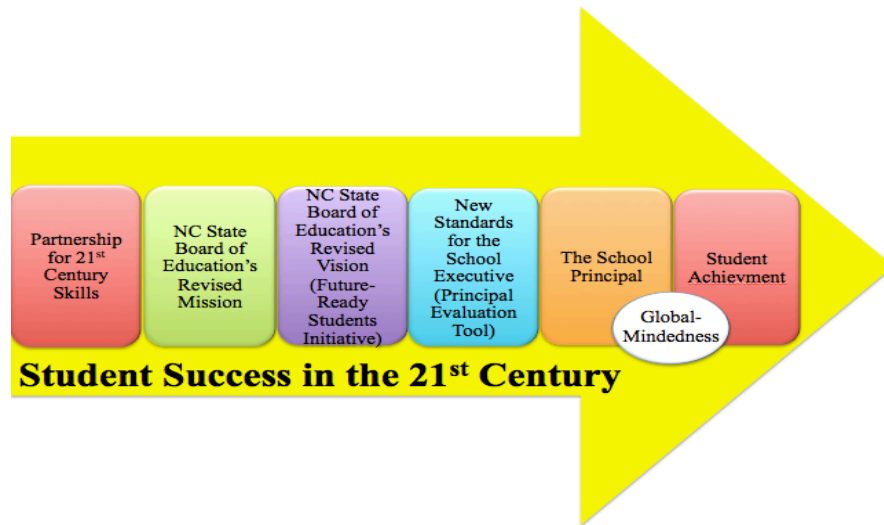 Partnership
for 21st
Century
Skills
NC State
Board of
Education's
Revised
Mission
NC State
Board of
Education's
Revised
Vision
(Future-
Ready
Students
Initiative)
New
Standards
for the
School
Executive
(Principal
Evaluation
Tool)
The School
Principal
Student
Achievment
Global-
Mindedness
Student Success in the 21st Century